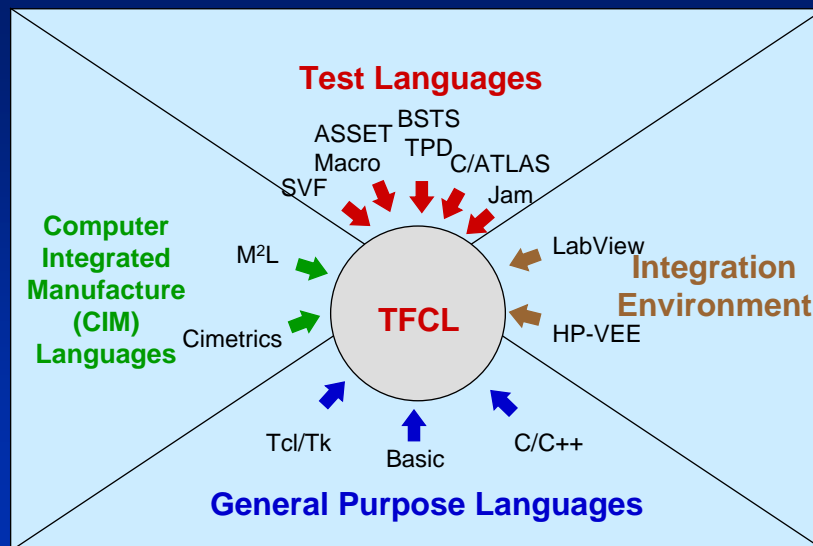 Test Languages
BSTS
ASSET
TPD
Macro
C/ATLAS
SVF
Jam
Computer
Integrated
Manufacture
(CIM)
Languages
M²L
Cimetrics
TFCL
LabView
Integration
Environment
HP-VEE
Tcl/Tk
Basic
C/C++
General Purpose Languages